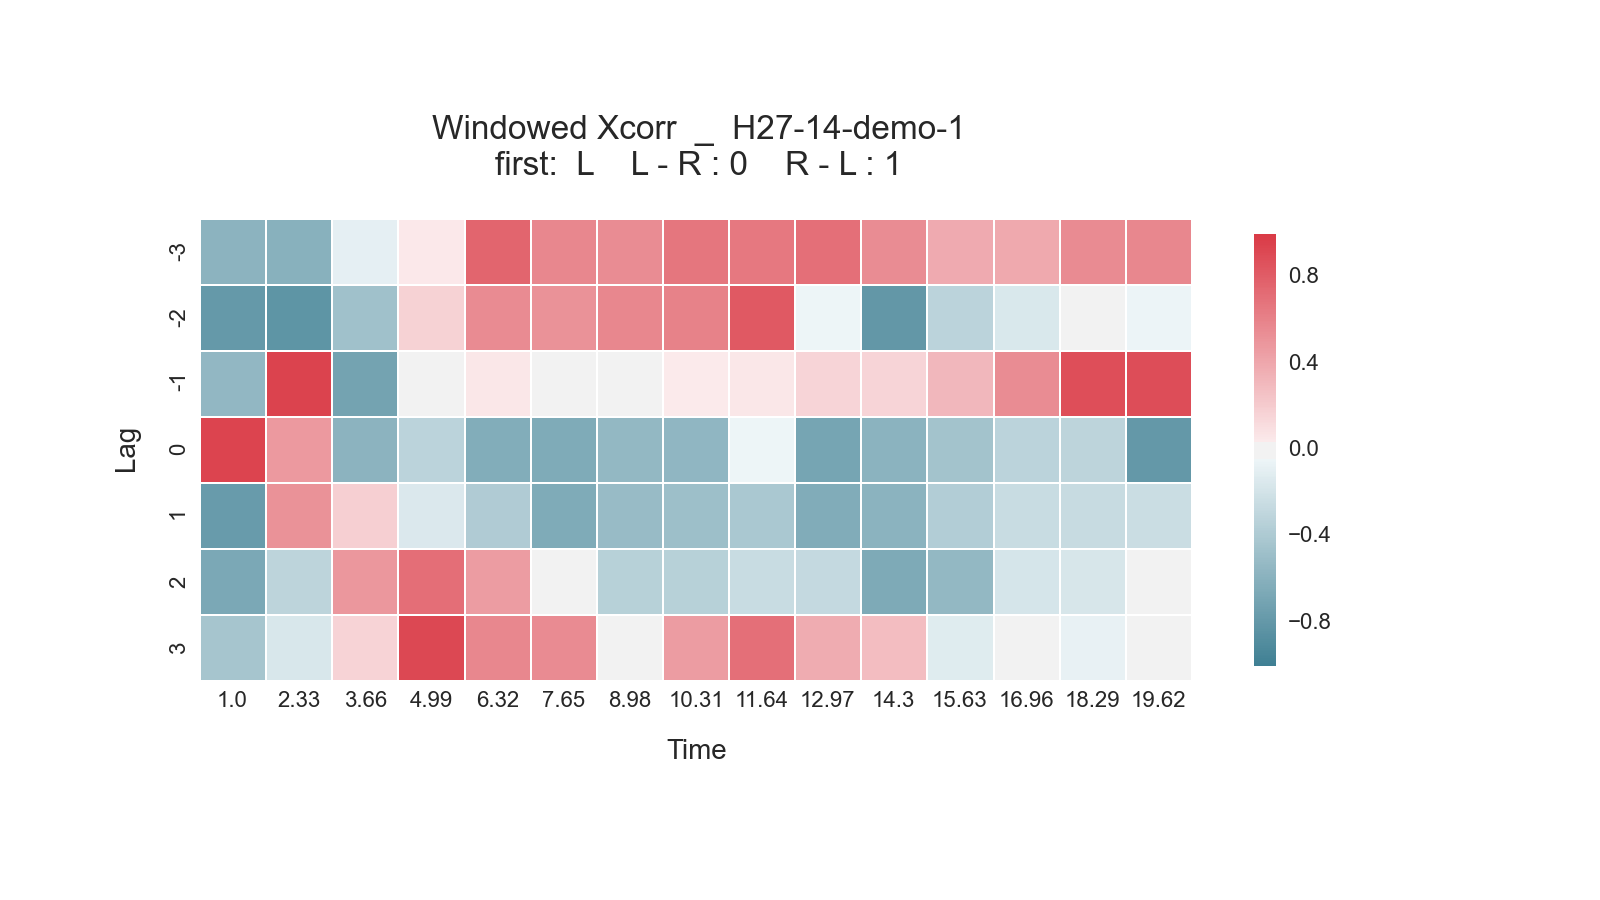 Windowed Xcorr _ H27-14-demo-1
first: L L - R : 0 R - L : 1
Lag
-3
-2
-1
0
1
2
3
1.0 2.33 3.66 4.99 6.32 7.65 8.98 10.31 11.64 12.97 14.3 15.63 16.96 18.29 19.62
Time
0.8
0.4
0.0
−0.4
−0.8